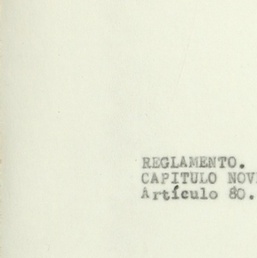 REGLAMENTO.
CAPITULO NOV
Artículo 80.